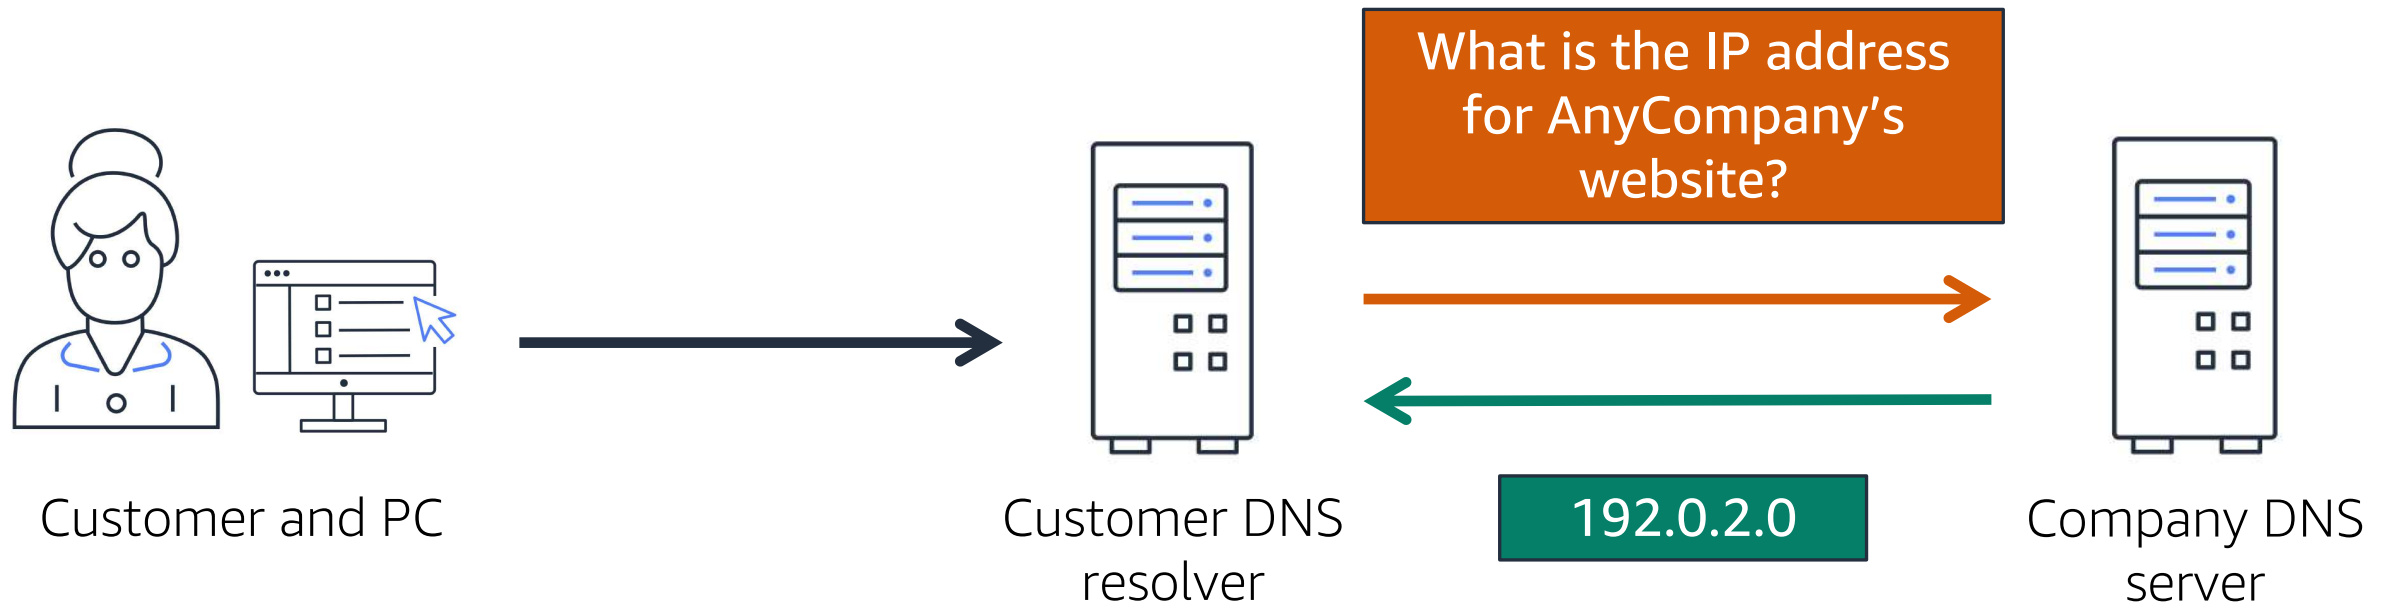 What is the IP address
for AnyCompany’s
website?
192.0.2.0
Customer and PC
Customer DNS
resolver
Company DNS
server